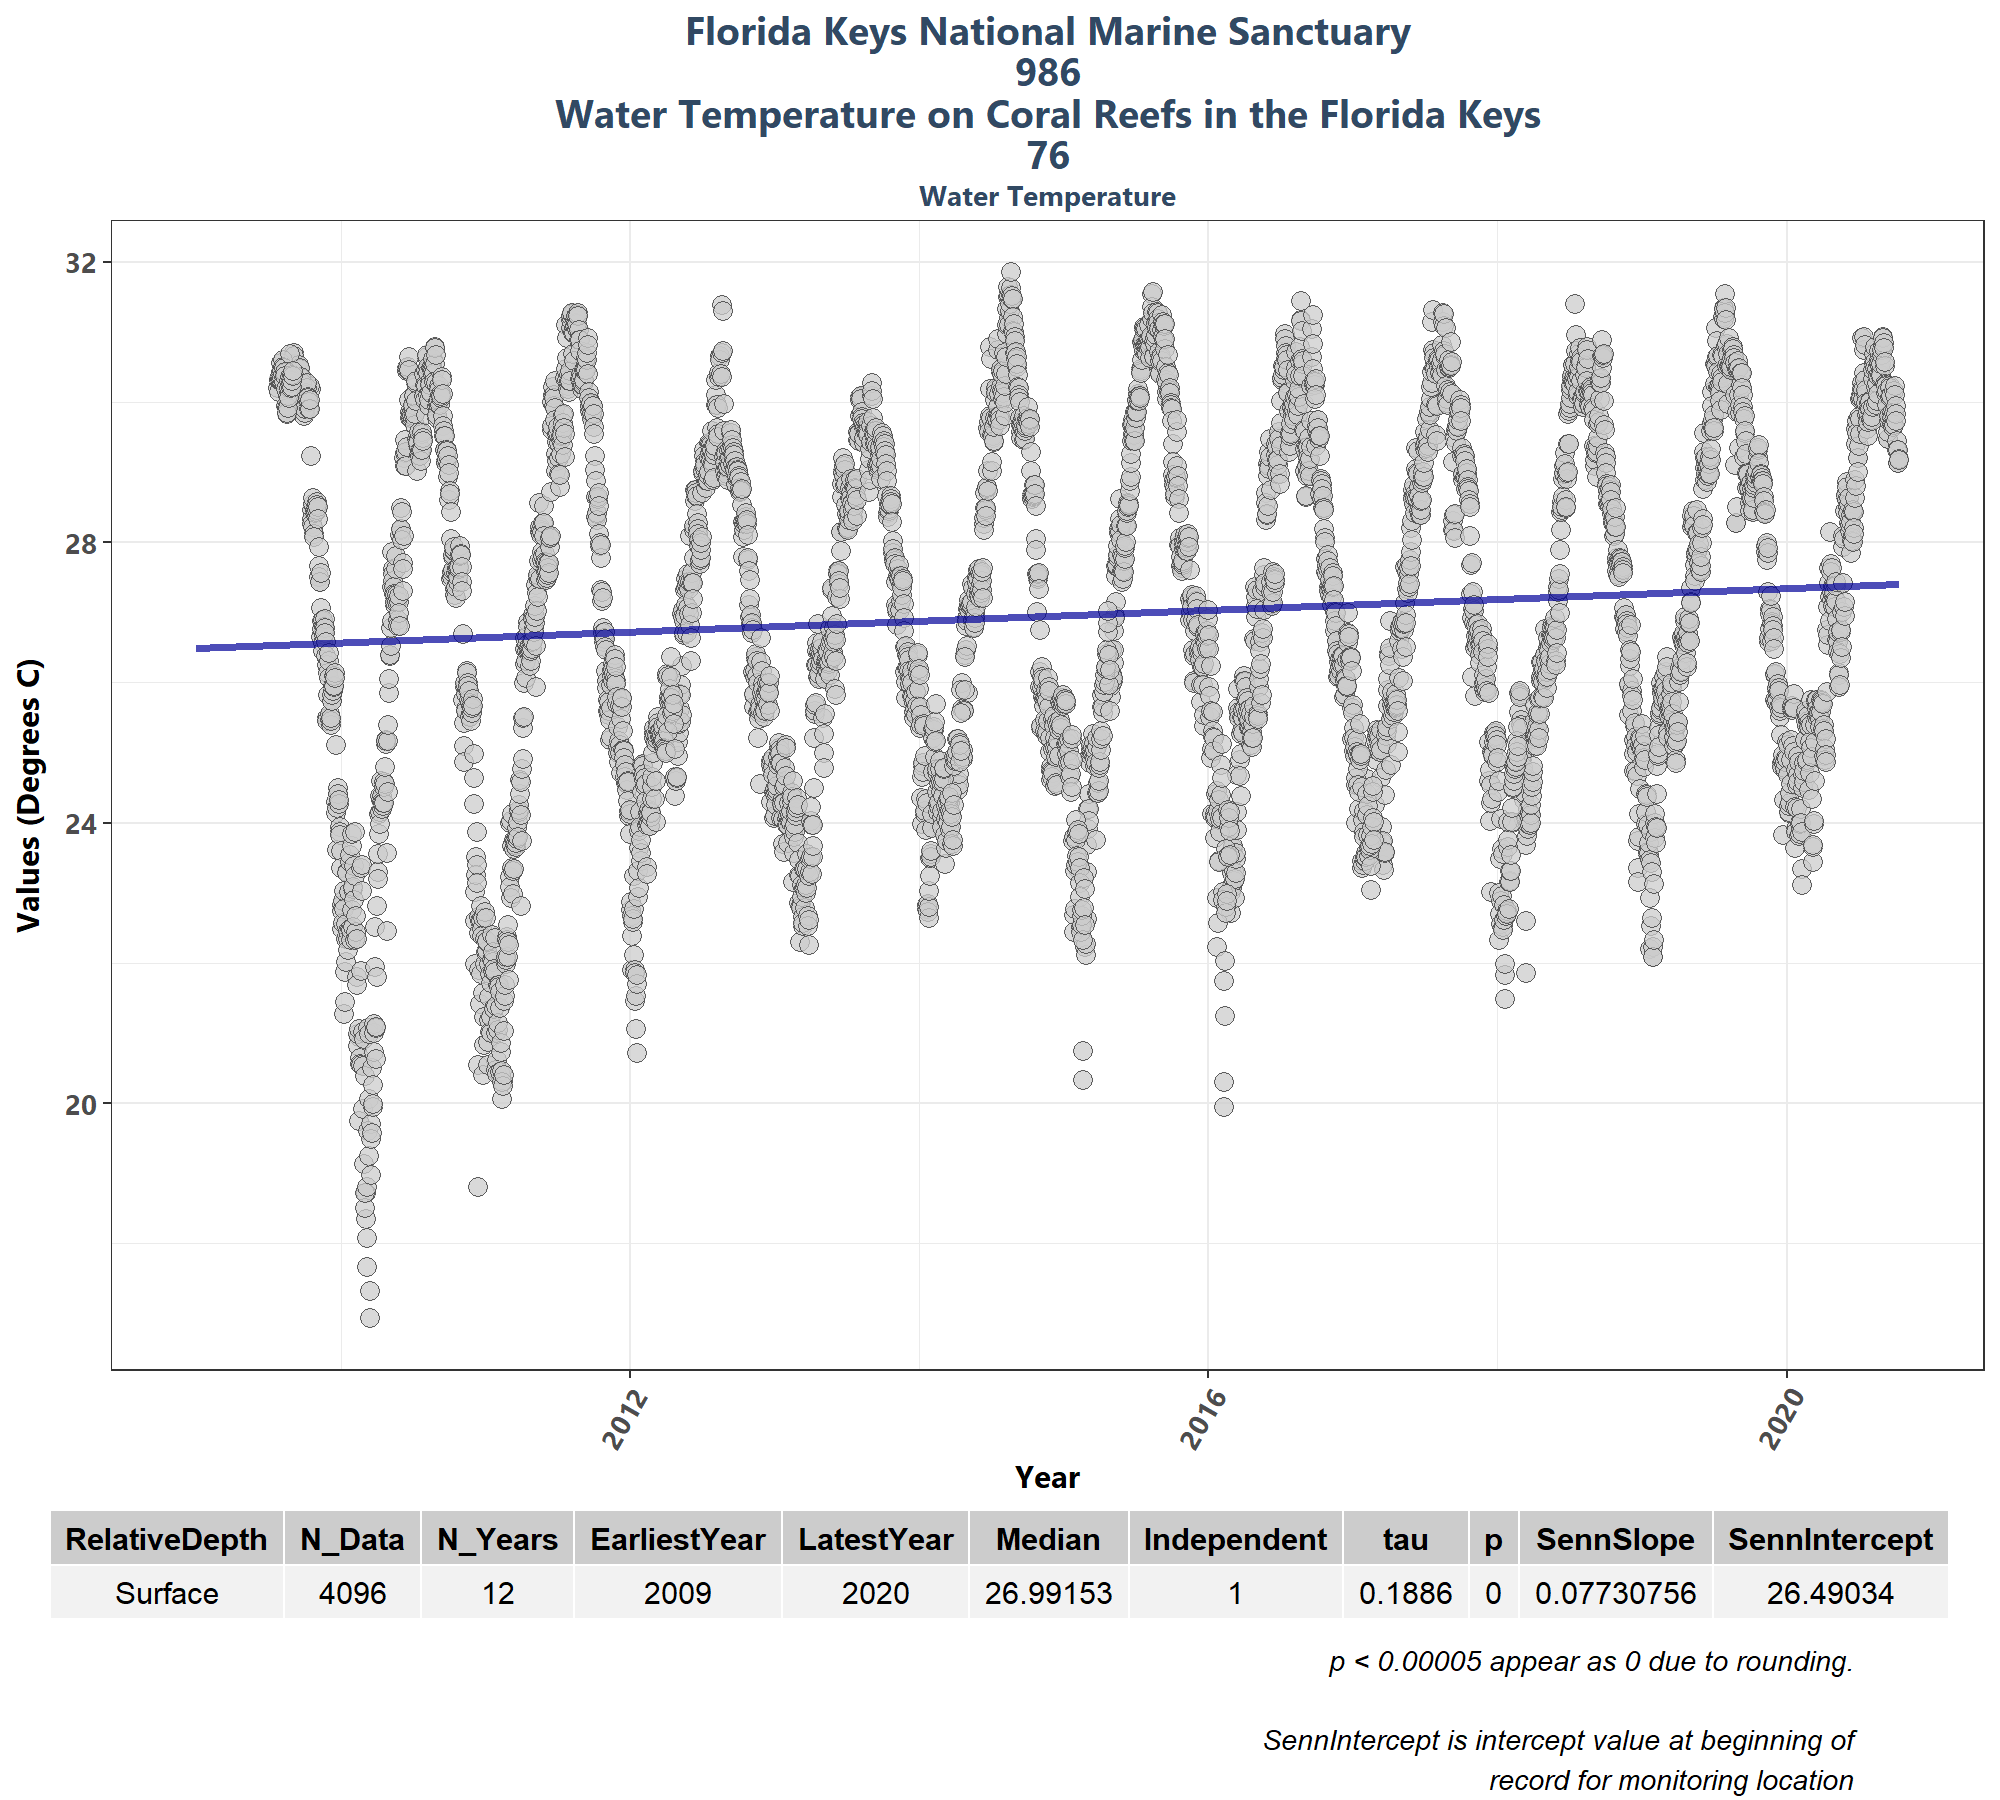 Florida Keys National Marine Sanctuary
986
Water Temperature on Coral Reefs in the Florida Keys
76
Water Temperature
32
28
24
20
Values (Degrees C)
2012
2016
2020
Year
RelativeDepth N_Data N_Years EarliestYear LatestYear Median Independent tau p SennSlope SennIntercept
Surface 4096 12 2009 2020 26.99153 1 0.1886 0 0.07730756 26.49034
p < 0.00005 appear as 0 due to rounding.
SennIntercept is intercept value at beginning of
record for monitoring location